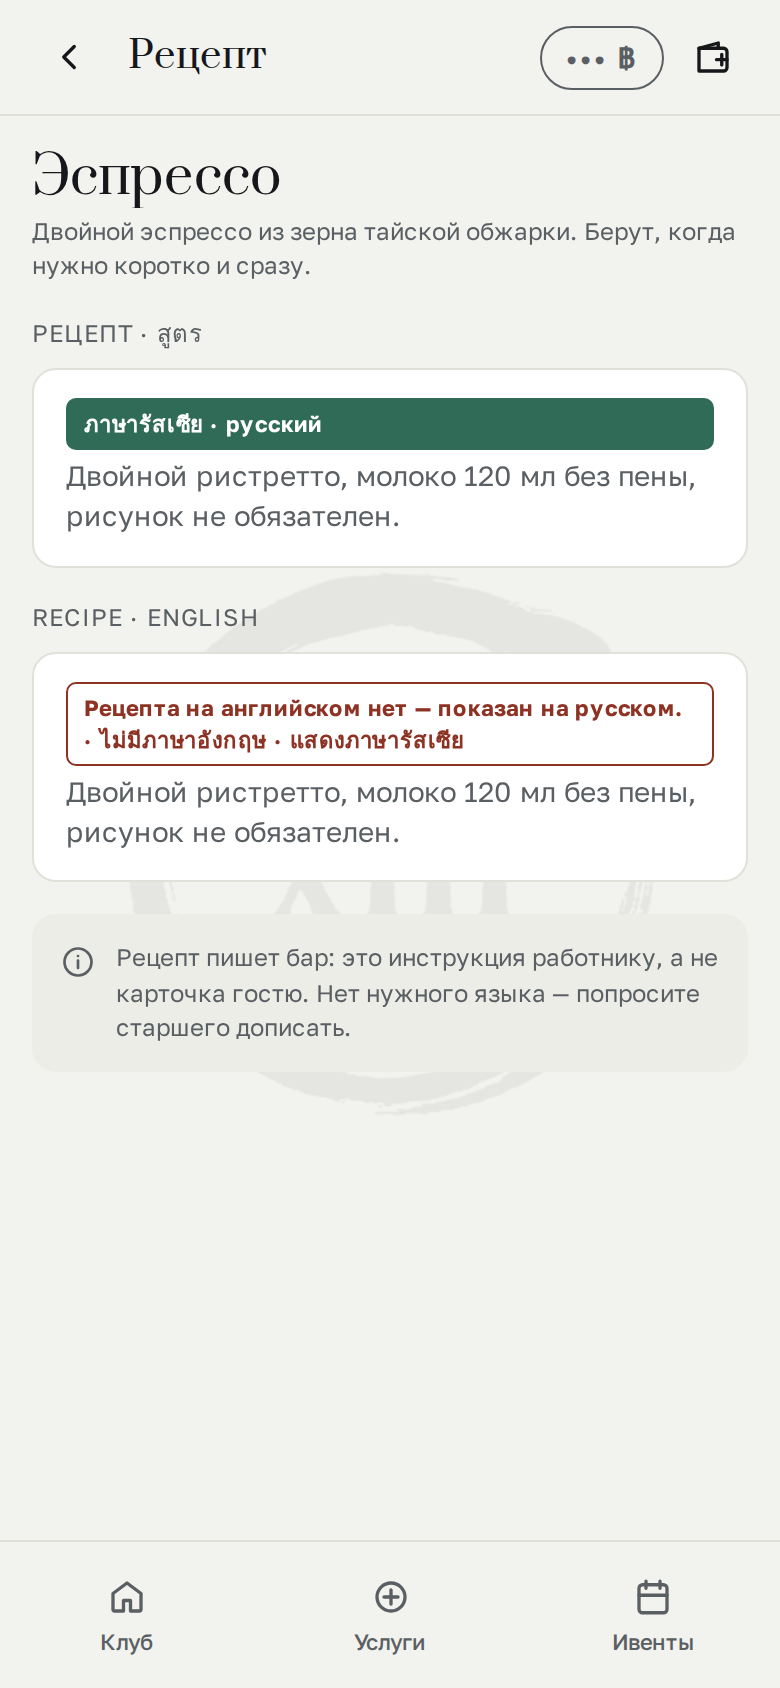 Рецепт
••• ฿
Эспрессо
Двойной эспрессо из зерна тайской обжарки. Берут, когда
нужно коротко и сразу.
РЕЦЕПТ · สูตร
ภาษารัสเซีย · русский
Двойной ристретто, молоко 120 мл без пены,
рисунок не обязателен.
RECIPE · ENGLISH
Рецепта на английском нет — показан на русском.
· ไม่มีภาษาอังกฤษ · แสดงภาษารัสเซีย
Двойной ристретто, молоко 120 мл без пены,
рисунок не обязателен.
Рецепт пишет бар: это инструкция работнику, а не
карточка гостю. Нет нужного языка — попросите
старшего дописать.
Клуб
Услуги
Ивенты